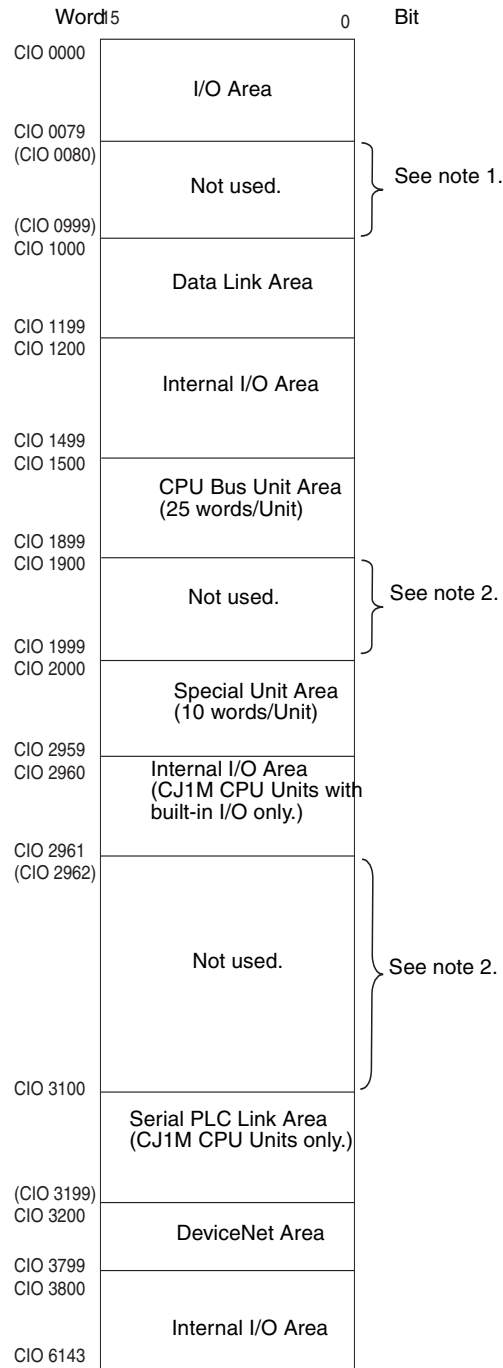 Word 15 0 Bit
CIO 0000
I/O Area
CIO 0079
(CIO 0080)
Not used.
See note 1.
(CIO 0999)
CIO 1000
Data Link Area
CIO 1199
CIO 1200
Internal I/O Area
CIO 1499
CIO 1500
CPU Bus Unit Area
(25 words/Unit)
CIO 1899
CIO 1900
Not used.
See note 2.
CIO 1999
CIO 2000
Special Unit Area
(10 words/Unit)
CIO 2959
CIO 2960
Internal I/O Area
(CJ1M CPU Units with
built-in I/O only.)
CIO 2961
(CIO 2962)
Not used.
See note 2.
CIO 3100
Serial PLC Link Area
(CJ1M CPU Units only.)
(CIO 3199)
CIO 3200
DeviceNet Area
CIO 3799
CIO 3800
Internal I/O Area
CIO 6143